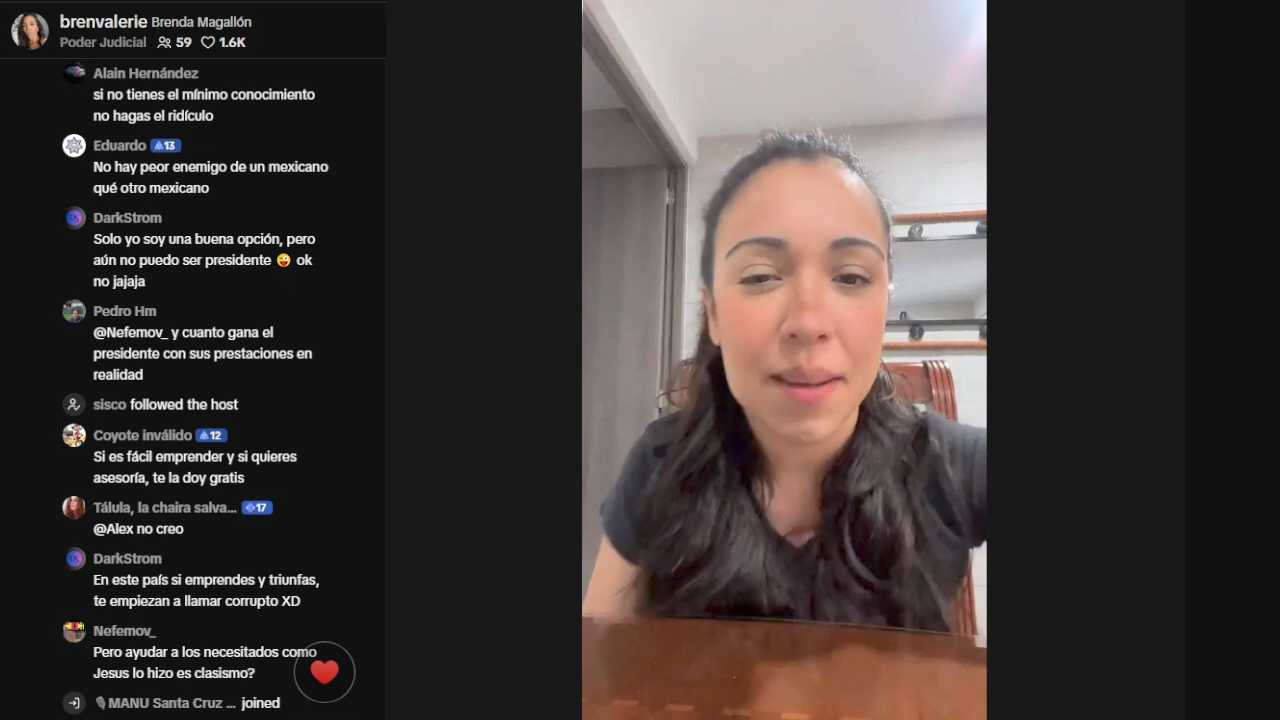 brenvalerie Brenda Magallón
Poder Judicial 59 1.6K
Alain Hernández
si no tienes el mínimo conocimiento
no hagas el ridículo
Eduardo 13
No hay peor enemigo de un mexicano
qué otro mexicano
DarkStrom
Solo yo soy una buena opción, pero
aún no puedo ser presidente 😜 ok
no jajaja
Pedro Hm
@Nefemov_ y cuanto gana el
presidente con sus prestaciones en
realidad
sisco followed the host
Coyote inválido 12
Si es fácil emprender y si quieres
asesoría, te la doy gratis
Tálula, la chaira salva... 17
@Alex no creo
DarkStrom
En este país si emprendes y triunfas,
te empiezan a llamar corrupto XD
Nefemov_
Pero ayudar a los necesitados como
Jesus lo hizo es clasismo?
MANU Santa Cruz ... joined